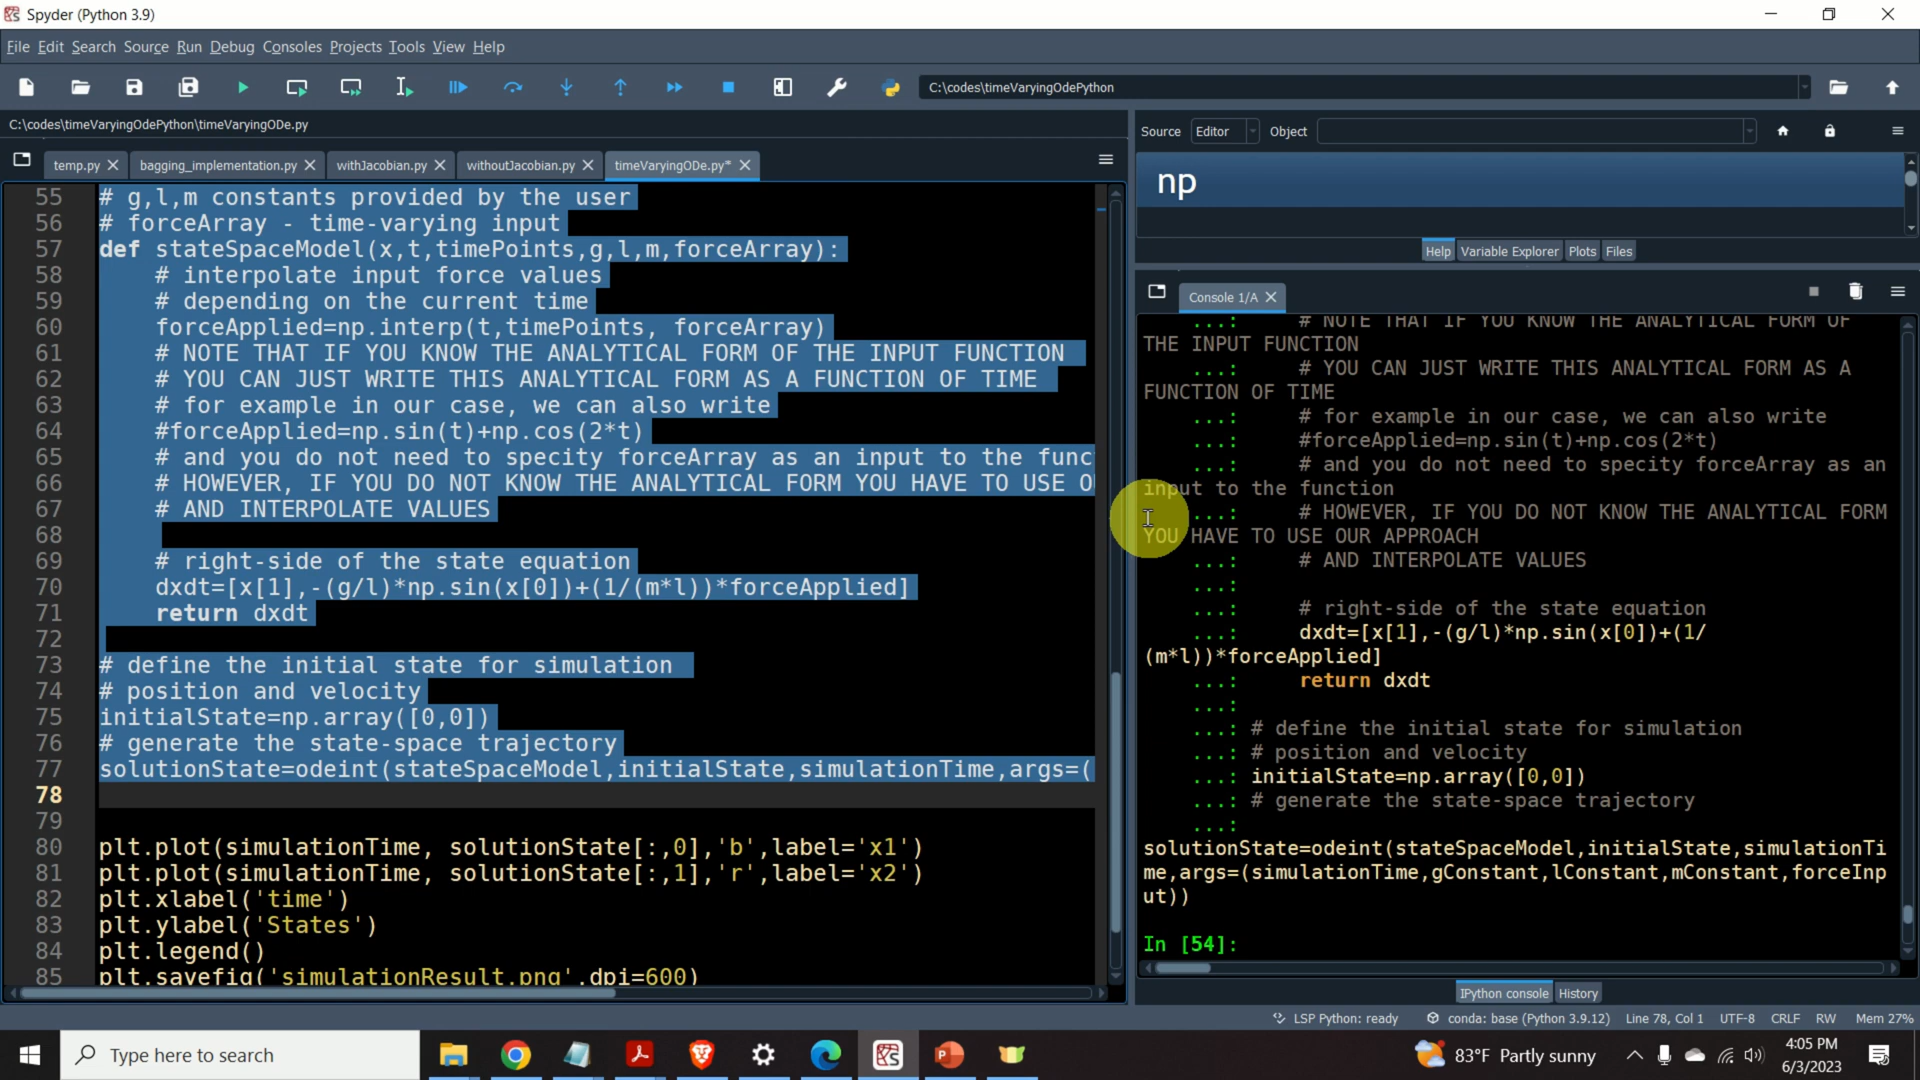 Spyder (Python 3.9)
File Edit Search Source Run Debug Consoles Projects Tools View Help
C:\codes\timeVaryingOdePython
C:\codes\timeVaryingOdePython\timeVaryingODe.py
temp.py
bagging_implementation.py
withJacobian.py
withoutJacobian.py
timeVaryingODe.py*
55 # g,l,m constants provided by the user
56 # forceArray - time-varying input
57 def stateSpaceModel(x,t,timePoints,g,l,m,forceArray):
58 # interpolate input force values
59 # depending on the current time
60 forceApplied=np.interp(t,timePoints, forceArray)
61 # NOTE THAT IF YOU KNOW THE ANALYTICAL FORM OF THE INPUT FUNCTION
62 # YOU CAN JUST WRITE THIS ANALYTICAL FORM AS A FUNCTION OF TIME
63 # for example in our case, we can also write
64 #forceApplied=np.sin(t)+np.cos(2*t)
65 # and you do not need to specify forceArray as an input to the func
66 # HOWEVER, IF YOU DO NOT KNOW THE ANALYTICAL FORM YOU HAVE TO USE O
67 # AND INTERPOLATE VALUES
68
69 # right-side of the state equation
70 dxdt=[x[1],-(g/l)*np.sin(x[0])+(1/(m*l))*forceApplied]
71 return dxdt
72
73 # define the initial state for simulation
74 # position and velocity
75 initialState=np.array([0,0])
76 # generate the state-space trajectory
77 solutionState=odeint(stateSpaceModel,initialState,simulationTime,args=(
78
79
80 plt.plot(simulationTime, solutionState[:,0],'b',label='x1')
81 plt.plot(simulationTime, solutionState[:,1],'r',label='x2')
82 plt.xlabel('time')
83 plt.ylabel('States')
84 plt.legend()
85 plt.savefig('simulationResult.png',dpi=600)
Source Editor Object
np
Help Variable Explorer Plots Files
Console 1/A
...: # NOTE THAT IF YOU KNOW THE ANALYTICAL FORM OF
THE INPUT FUNCTION
...: # YOU CAN JUST WRITE THIS ANALYTICAL FORM AS A
FUNCTION OF TIME
...: # for example in our case, we can also write
...: #forceApplied=np.sin(t)+np.cos(2*t)
...: # and you do not need to specify forceArray as an
input to the function
...: # HOWEVER, IF YOU DO NOT KNOW THE ANALYTICAL FORM
YOU HAVE TO USE OUR APPROACH
...: # AND INTERPOLATE VALUES
...:
...: # right-side of the state equation
...: dxdt=[x[1],-(g/l)*np.sin(x[0])+(1/
(m*l))*forceApplied]
...: return dxdt
...:
...: # define the initial state for simulation
...: # position and velocity
...: initialState=np.array([0,0])
...: # generate the state-space trajectory
...:
solutionState=odeint(stateSpaceModel,initialState,simulationTi
me,args=(simulationTime,gConstant,lConstant,mConstant,forceInp
ut))
In [54]:
IPython console History
LSP Python: ready conda: base (Python 3.9.12) Line 78, Col 1 UTF-8 CRLF RW Mem 27%
Type here to search
83°F Partly sunny
4:05 PM
6/3/2023